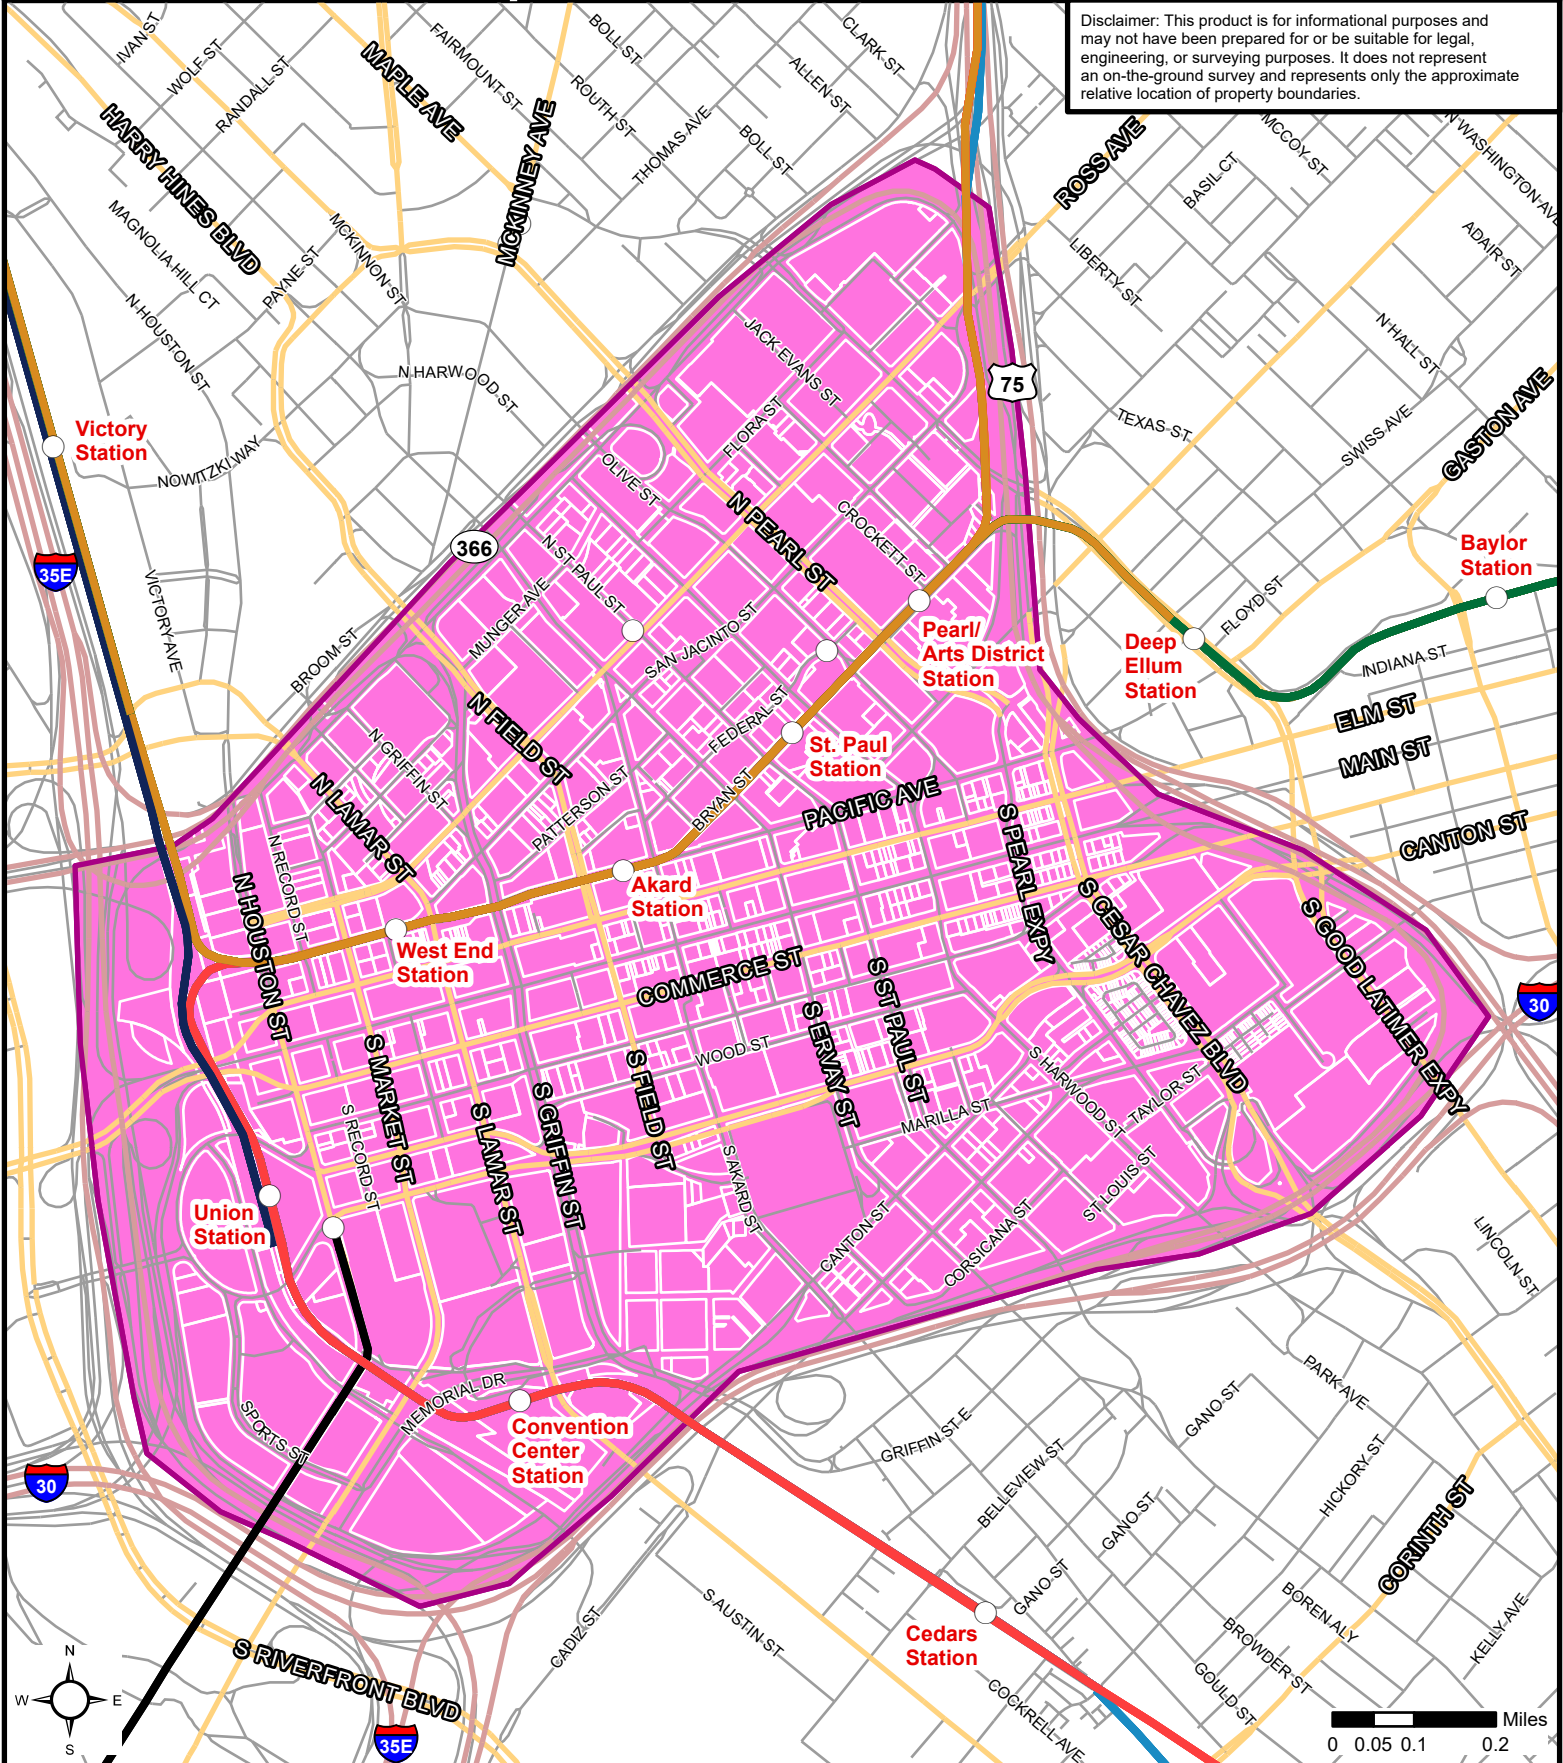 Disclaimer: This product is for informational purposes and
may not have been prepared for or be suitable for legal,
engineering, or surveying purposes. It does not represent
an on-the-ground survey and represents only the approximate
relative location of property boundaries.
IVAN ST
WOLF ST
RANDALL ST
MAPLE AVE
FAIRMOUNT ST
BOLL ST
ROUTH ST
THOMAS AVE
BOLL ST
ALLEN ST
CLARK ST
MCKINNEY AVE
HARRY HINES BLVD
MAGNOLIA HILL CT
N HOUSTON ST
PAYNE ST
MCKINNON ST
N HARWOOD ST
ROSS AVE
BASIL CT
MCCOY ST
N WASHINGTON AVE
ADAIR ST
LIBERTY ST
N HALL ST
TEXAS ST
SWISS AVE
GASTON AVE
75
JACK EVANS ST
FLORA ST
OLIVE ST
N PEARL ST
CROCKETT ST
Victory
Station
NOWITZKI WAY
366
35E
VICTORY AVE
BROOM ST
N ST PAUL ST
MUNGER AVE
SAN JACINTO ST
Pearl/
Arts District
Station
Baylor
Station
FLOYD ST
Deep
Ellum
Station
INDIANA ST
ELM ST
MAIN ST
CANTON ST
N FIELD ST
FEDERAL ST
St. Paul
Station
N GRIFFIN ST
N LAMAR ST
PATTERSON ST
BRYAN ST
PACIFIC AVE
S PEARL EXPY
N RECORD ST
N HOUSTON ST
Akard
Station
West End
Station
COMMERCE ST
S CESAR CHAVEZ BLVD
S GOOD LATIMER EXPY
30
S ST PAUL ST
S ERVAY ST
WOOD ST
S MARKET ST
S RECORD ST
S LAMAR ST
S GRIFFIN ST
S FIELD ST
S AKARD ST
MARILLA ST
S HARWOOD ST
TAYLOR ST
ST LOUIS ST
CANTON ST
CORSICANA ST
Union
Station
LINCOLN ST
PARK AVE
MEMORIAL DR
SPORTS ST
Convention
Center
Station
30
GRIFFIN ST E
BELLEVIEW ST
GANO ST
GANO ST
GANO ST
HICKORY ST
CORINTH ST
S RIVERFRONT BLVD
35E
CADIZ ST
S AUSTIN ST
Cedars
Station
COCKRELL AVE
BOREN ALY
BROWDER ST
GOULD ST
KELLY AVE
N
W E
S
Miles
0 0.05 0.1 0.2